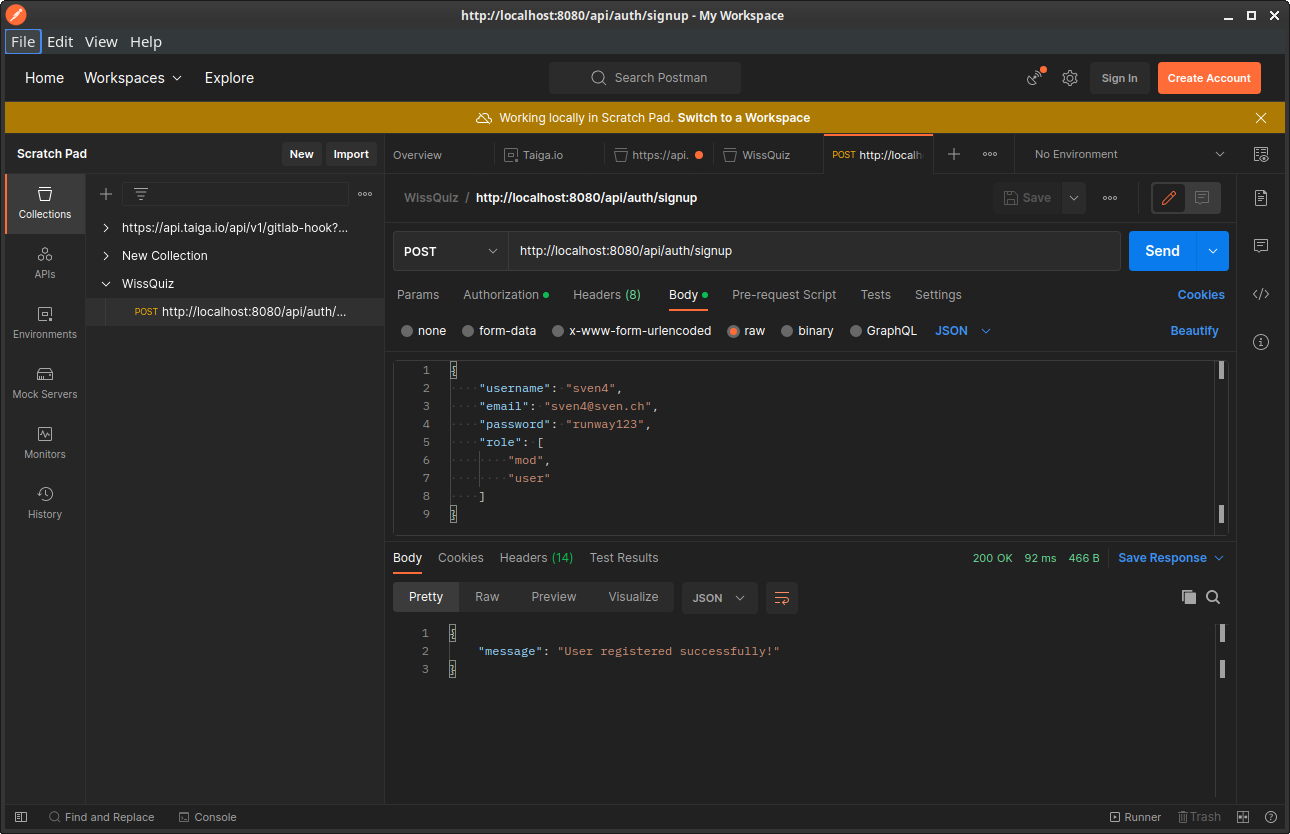 http://localhost:8080/api/auth/signup - My Workspace
File Edit View Help
Home Workspaces Explore Search Postman Sign In Create Account
Working locally in Scratch Pad. Switch to a Workspace
Scratch Pad New Import
Overview Taiga.io https://api. WissQuiz POST http://localh No Environment
Collections
APIs
Environments
Mock Servers
Monitors
History
https://api.taiga.io/api/v1/gitlab-hook?...
New Collection
WissQuiz
POST http://localhost:8080/api/auth/...
WissQuiz / http://localhost:8080/api/auth/signup Save
POST http://localhost:8080/api/auth/signup Send
Params Authorization Headers (8) Body Pre-request Script Tests Settings Cookies
none form-data x-www-form-urlencoded raw binary GraphQL JSON Beautify
1 {
2 "username": "sven4",
3 "email": "sven4@sven.ch",
4 "password": "runway123",
5 "role": [
6 "mod",
7 "user"
8 ]
9 }
Body Cookies Headers (14) Test Results 200 OK 92 ms 466 B Save Response
Pretty Raw Preview Visualize JSON
1 {
2 "message": "User registered successfully!"
3 }
Find and Replace Console Runner Trash